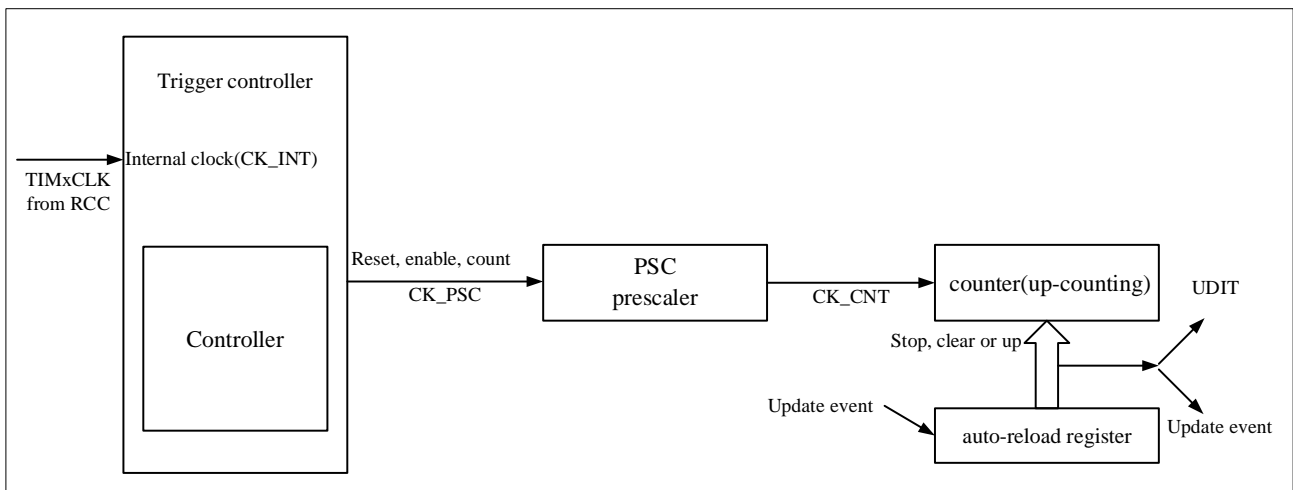 Trigger controller
Internal clock(CK_INT)
TIMxCLK
from RCC
Controller
Reset, enable, count
CK_PSC
PSC
prescaler
CK_CNT
counter(up-counting)
UDIT
Stop, clear or up
Update event
auto-reload register
Update event